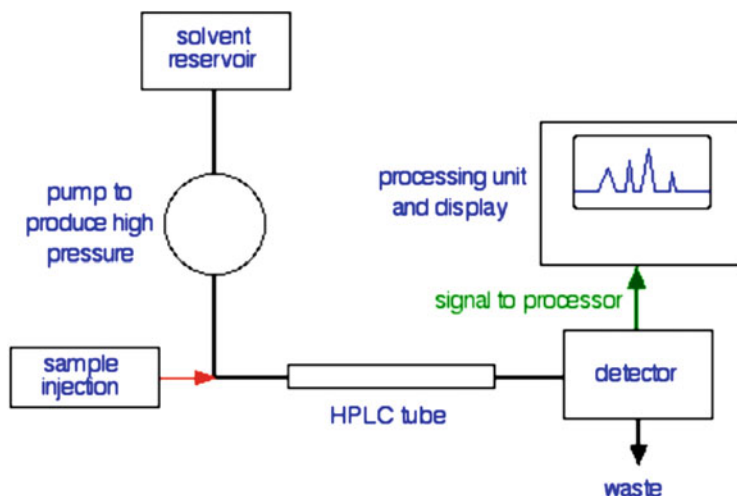 solvent
reservoir
pump to
produce high
pressure
processing unit
and display
signal to processor
sample
injection
HPLC tube
detector
waste